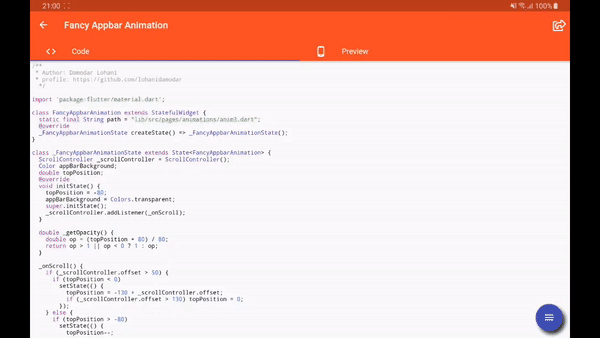 21:00 100%
Fancy Appbar Animation
Code Preview
/**
* Author: Damodar Lohani
* profile: https://github.com/lohanidamodar
*/
import 'package:flutter/material.dart';
class FancyAppbarAnimation extends StatefulWidget {
static final String path = "lib/src/pages/animations/anim3.dart";
@override
_FancyAppbarAnimationState createState() => _FancyAppbarAnimationState();
}
class _FancyAppbarAnimationState extends State<FancyAppbarAnimation> {
ScrollController _scrollController = ScrollController();
Color appBarBackground;
double topPosition;
@override
void initState() {
topPosition = -80;
appBarBackground = Colors.transparent;
super.initState();
_scrollController.addListener(_onScroll);
}
double _getOpacity() {
double op = (topPosition + 80) / 80;
return op > 1 || op < 0 ? 1 : op;
}
_onScroll() {
if (_scrollController.offset > 50) {
if (topPosition < 0)
setState(() {
topPosition = -130 + _scrollController.offset;
if (_scrollController.offset > 130) topPosition = 0;
});
} else {
if (topPosition > -80)
setState(() {
topPosition--;